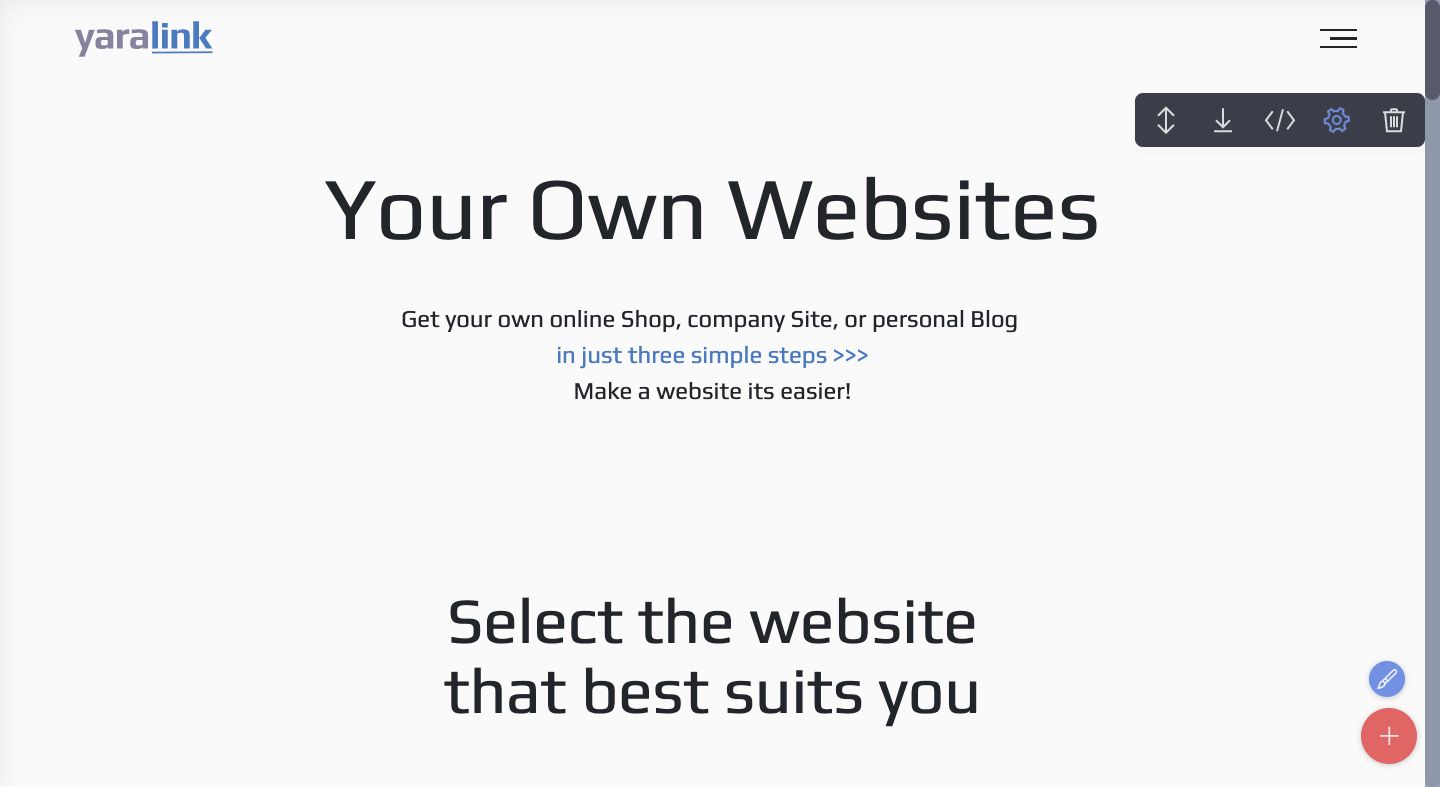 yaralink
Your Own Websites
Get your own online Shop, company Site, or personal Blog
in just three simple steps >>>
Make a website its easier!
Select the website
that best suits you